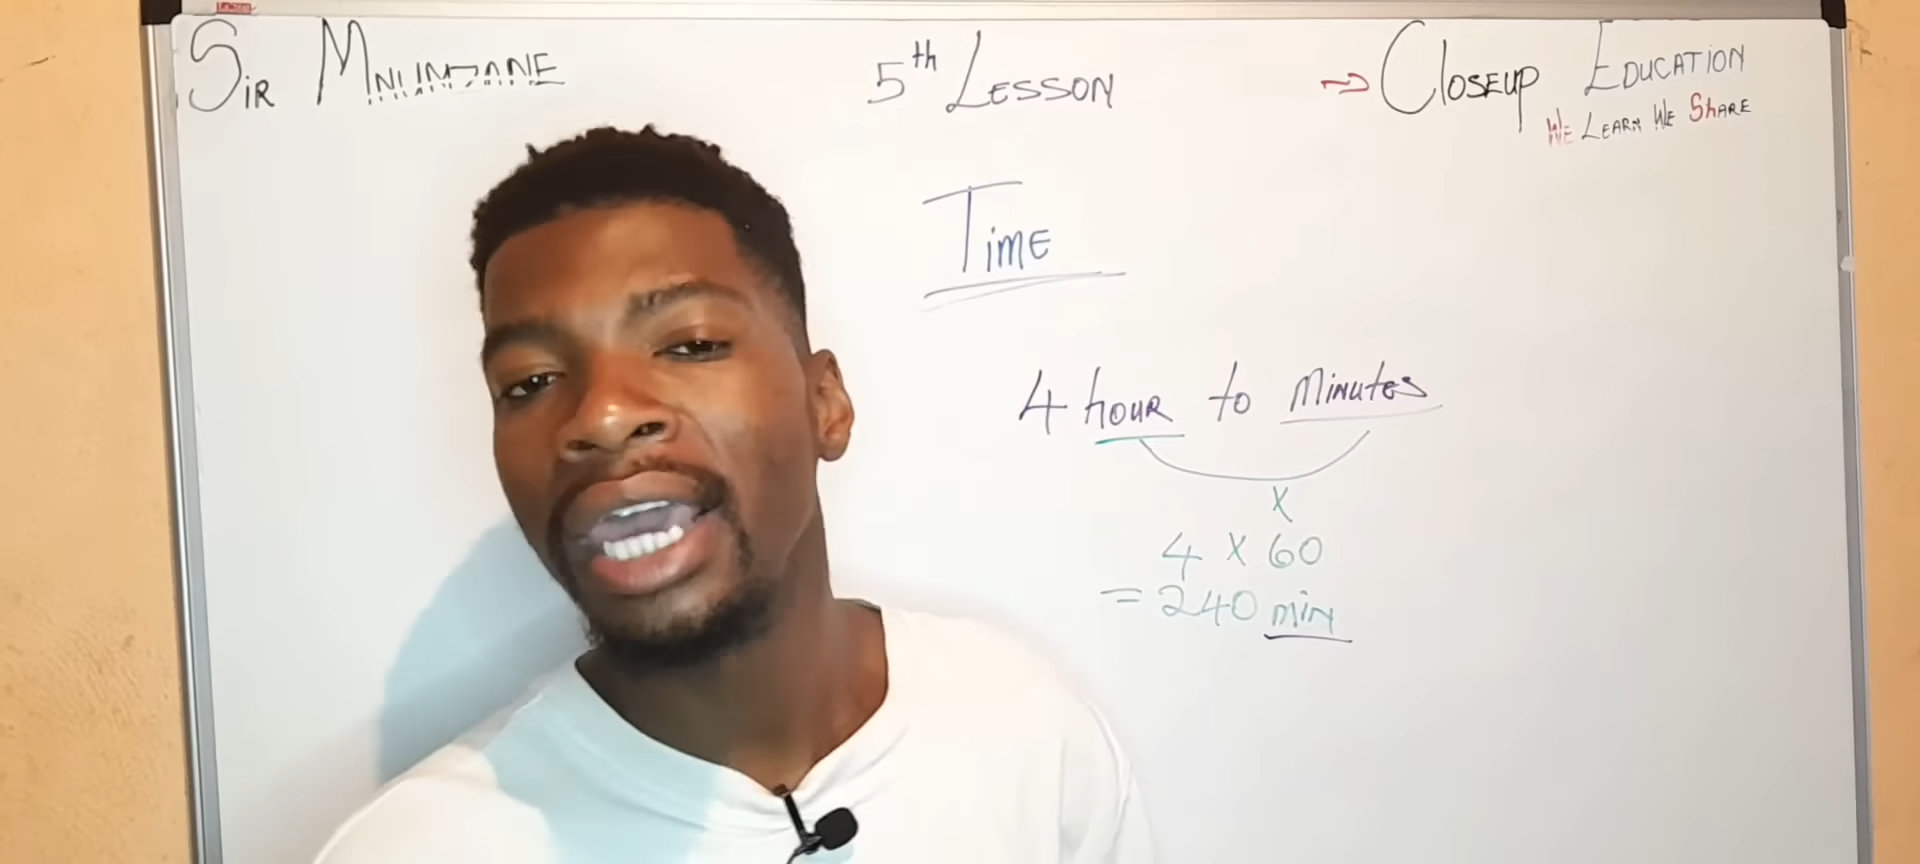 Sir Mnumzane
5th Lesson
Closeup Education
We Learn We Share
Time
4 hour to Minutes
x
4 x 60
= 240 min